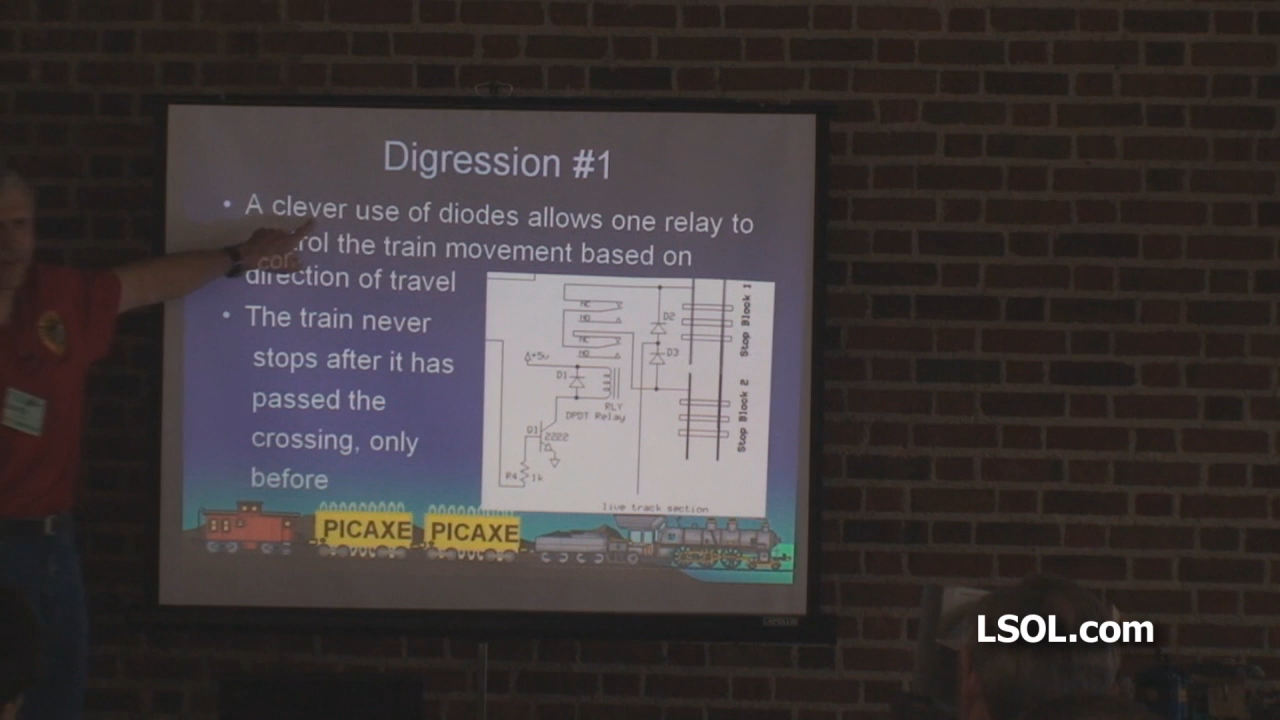 Digression #1
• A clever use of diodes allows one relay to
control the train movement based on
direction of travel
• The train never
stops after it has
passed the
crossing, only
before
NC
NO
NC
NO
D2
D3
Stop Block 1
Stop Block 2
+5v
D1
RLY
DPDT Relay
Q1
2222
R4
1k
live track section
PICAXE PICAXE
LSOL.com